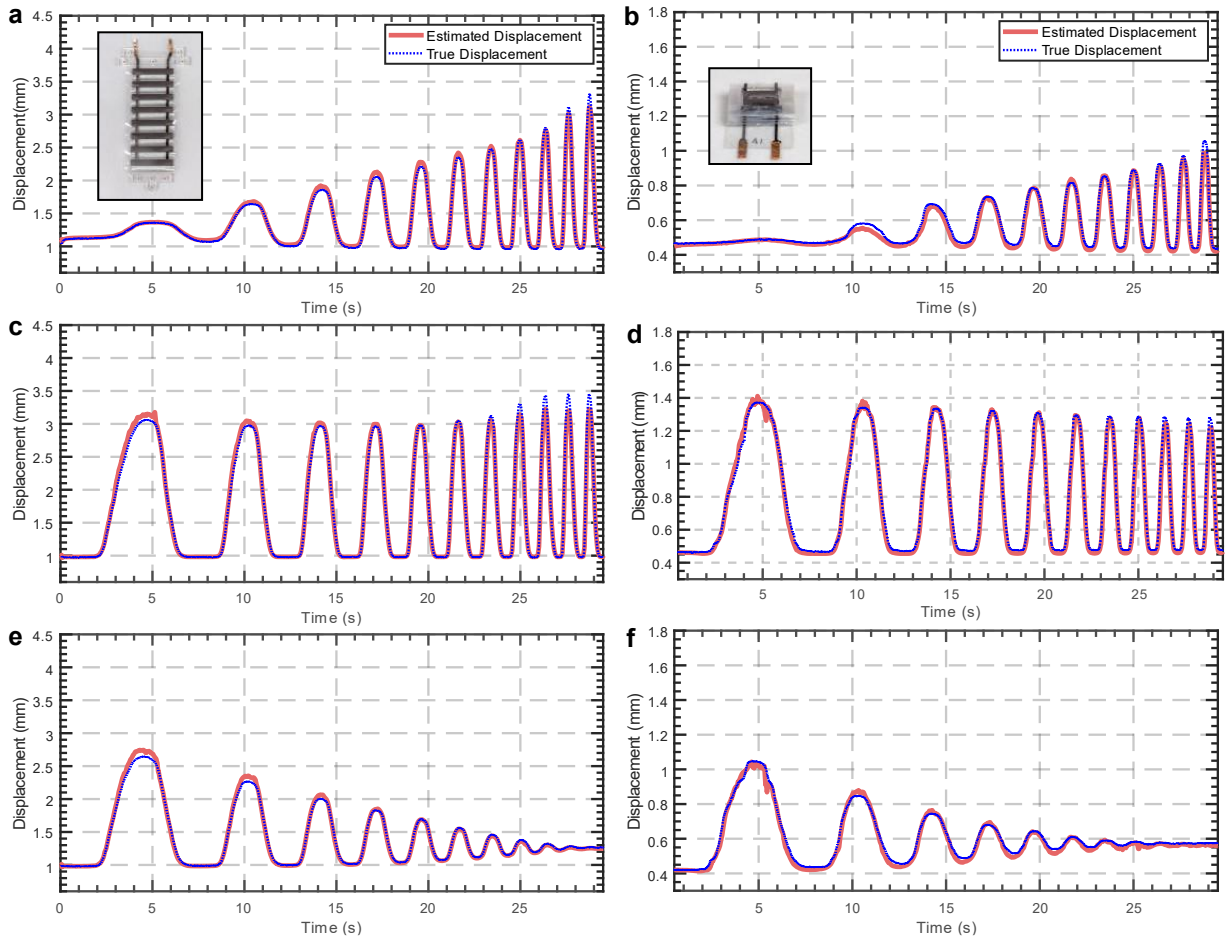 a
Estimated Displacement
True Displacement
Displacement(mm)
4.5
4
3.5
3
2.5
2
1.5
1
0 5 10 15 20 25
Time (s)
b
Estimated Displacement
True Displacement
Displacement (mm)
1.8
1.6
1.4
1.2
1
0.8
0.6
0.4
5 10 15 20 25
Time (s)
c
Displacement (mm)
4.5
4
3.5
3
2.5
2
1.5
1
0 5 10 15 20 25
Time (s)
d
Displacement (mm)
1.8
1.6
1.4
1.2
1
0.8
0.6
0.4
5 10 15 20 25
Time (s)
e
Displacement (mm)
4.5
4
3.5
3
2.5
2
1.5
1
0 5 10 15 20 25
Time (s)
f
Displacement (mm)
1.8
1.6
1.4
1.2
1
0.8
0.6
0.4
5 10 15 20 25
Time (s)